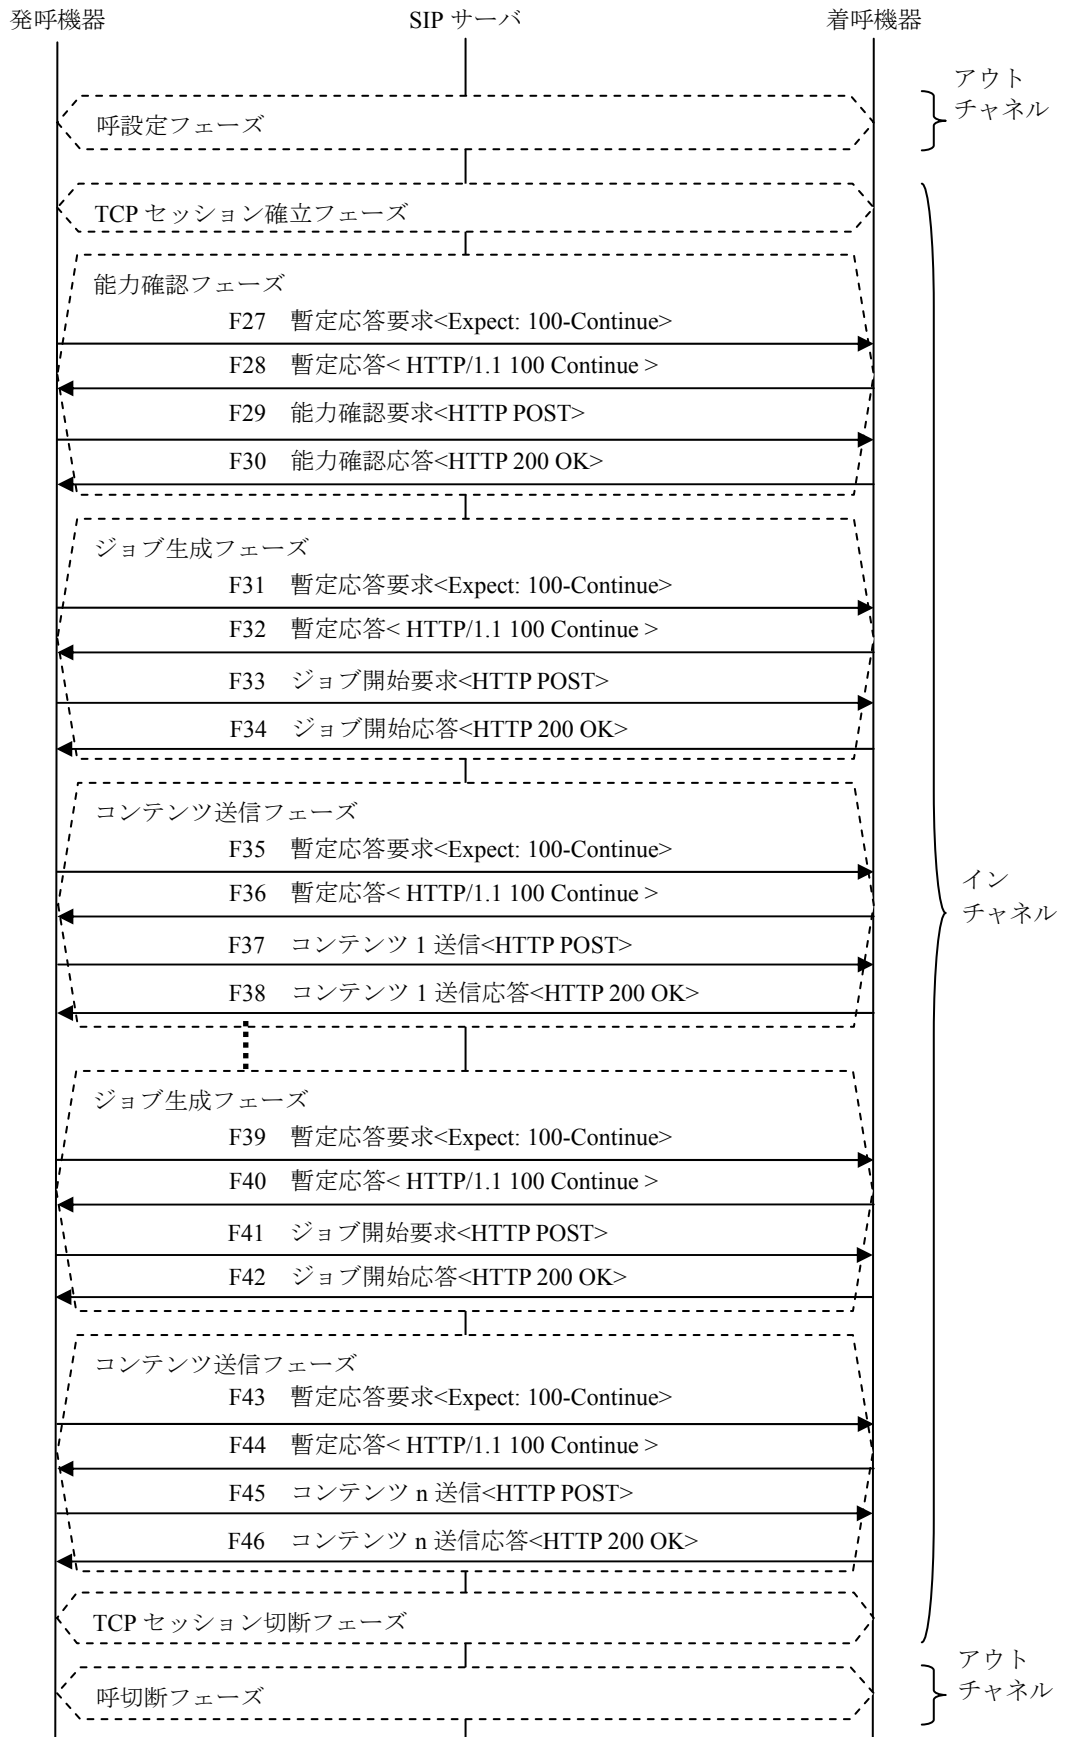 発呼機器
SIP サーバ
着呼機器
アウト
チャネル
呼設定フェーズ
TCP セッション確立フェーズ
能力確認フェーズ
F27 暫定応答要求<Expect: 100-Continue>
F28 暫定応答< HTTP/1.1 100 Continue >
F29 能力確認要求<HTTP POST>
F30 能力確認応答<HTTP 200 OK>
ジョブ生成フェーズ
F31 暫定応答要求<Expect: 100-Continue>
F32 暫定応答< HTTP/1.1 100 Continue >
F33 ジョブ開始要求<HTTP POST>
F34 ジョブ開始応答<HTTP 200 OK>
コンテンツ送信フェーズ
F35 暫定応答要求<Expect: 100-Continue>
F36 暫定応答< HTTP/1.1 100 Continue >
イン
チャネル
F37 コンテンツ 1 送信<HTTP POST>
F38 コンテンツ 1 送信応答<HTTP 200 OK>
ジョブ生成フェーズ
F39 暫定応答要求<Expect: 100-Continue>
F40 暫定応答< HTTP/1.1 100 Continue >
F41 ジョブ開始要求<HTTP POST>
F42 ジョブ開始応答<HTTP 200 OK>
コンテンツ送信フェーズ
F43 暫定応答要求<Expect: 100-Continue>
F44 暫定応答< HTTP/1.1 100 Continue >
F45 コンテンツ n 送信<HTTP POST>
F46 コンテンツ n 送信応答<HTTP 200 OK>
TCP セッション切断フェーズ
アウト
チャネル
呼切断フェーズ